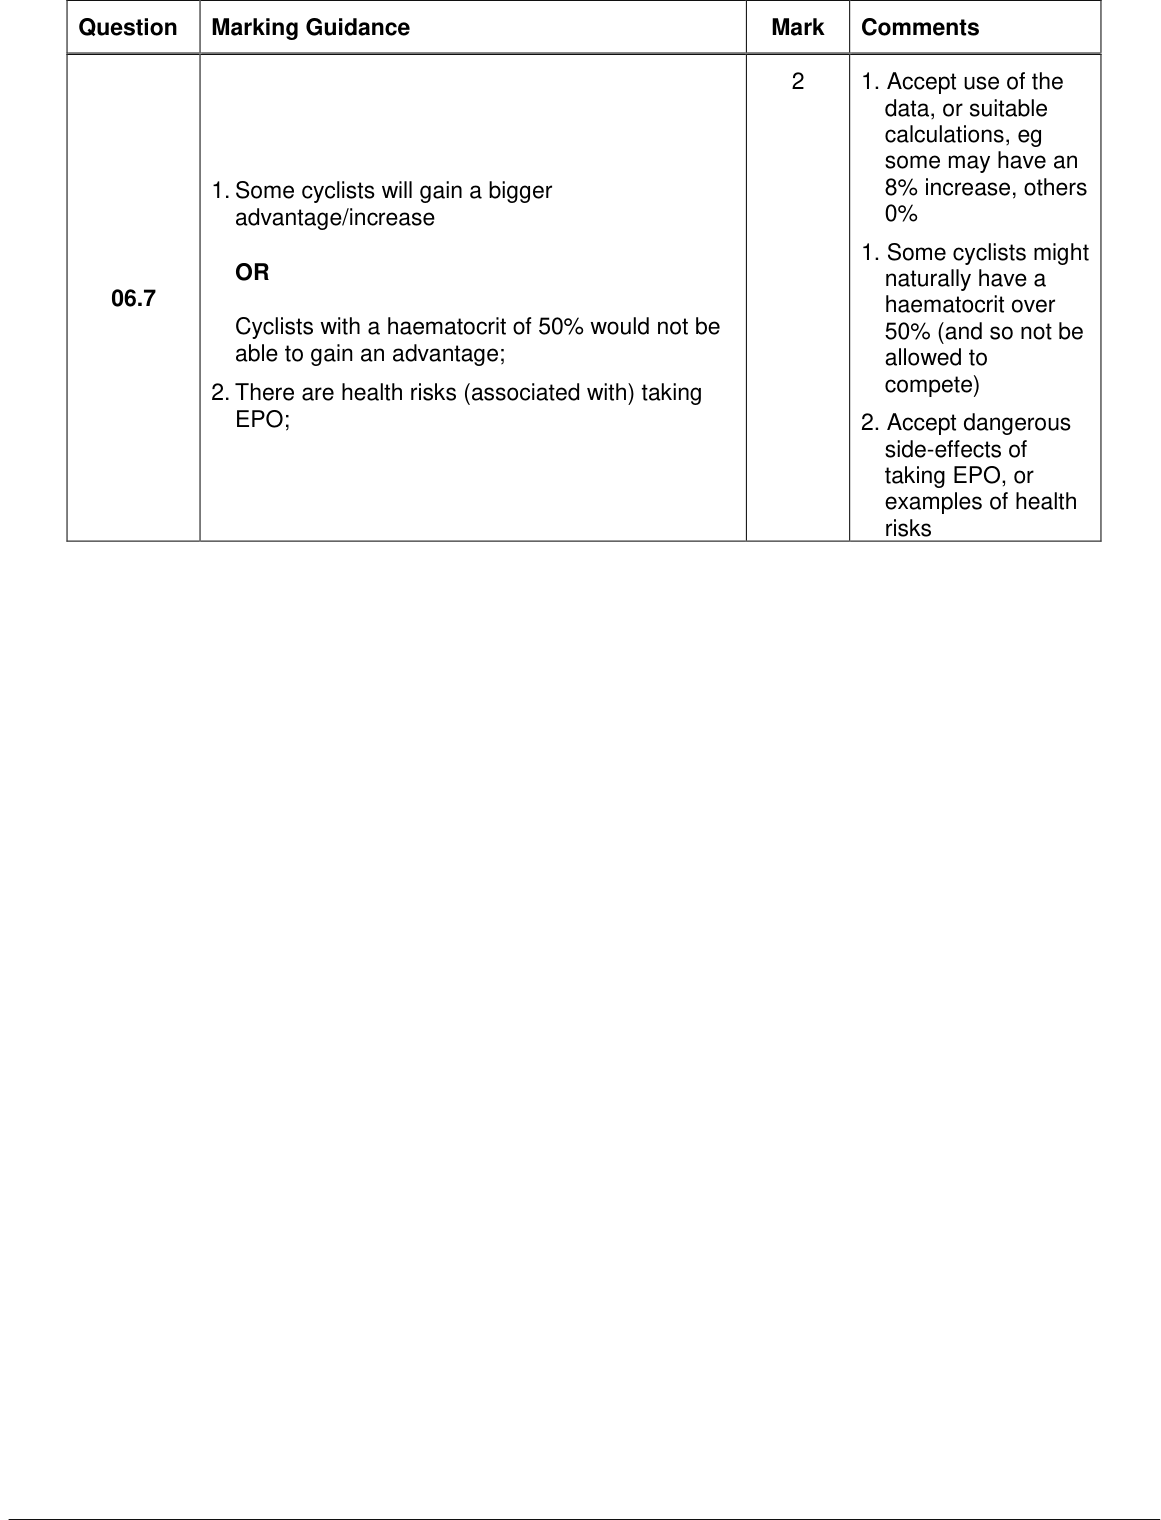 Question Marking Guidance Mark Comments
06.7
1. Some cyclists will gain a bigger
advantage/increase
OR
Cyclists with a haematocrit of 50% would not be
able to gain an advantage;
2. There are health risks (associated with) taking
EPO;
2
1. Accept use of the
data, or suitable
calculations, eg
some may have an
8% increase, others
0%
1. Some cyclists might
naturally have a
haematocrit over
50% (and so not be
allowed to
compete)
2. Accept dangerous
side-effects of
taking EPO, or
examples of health
risks